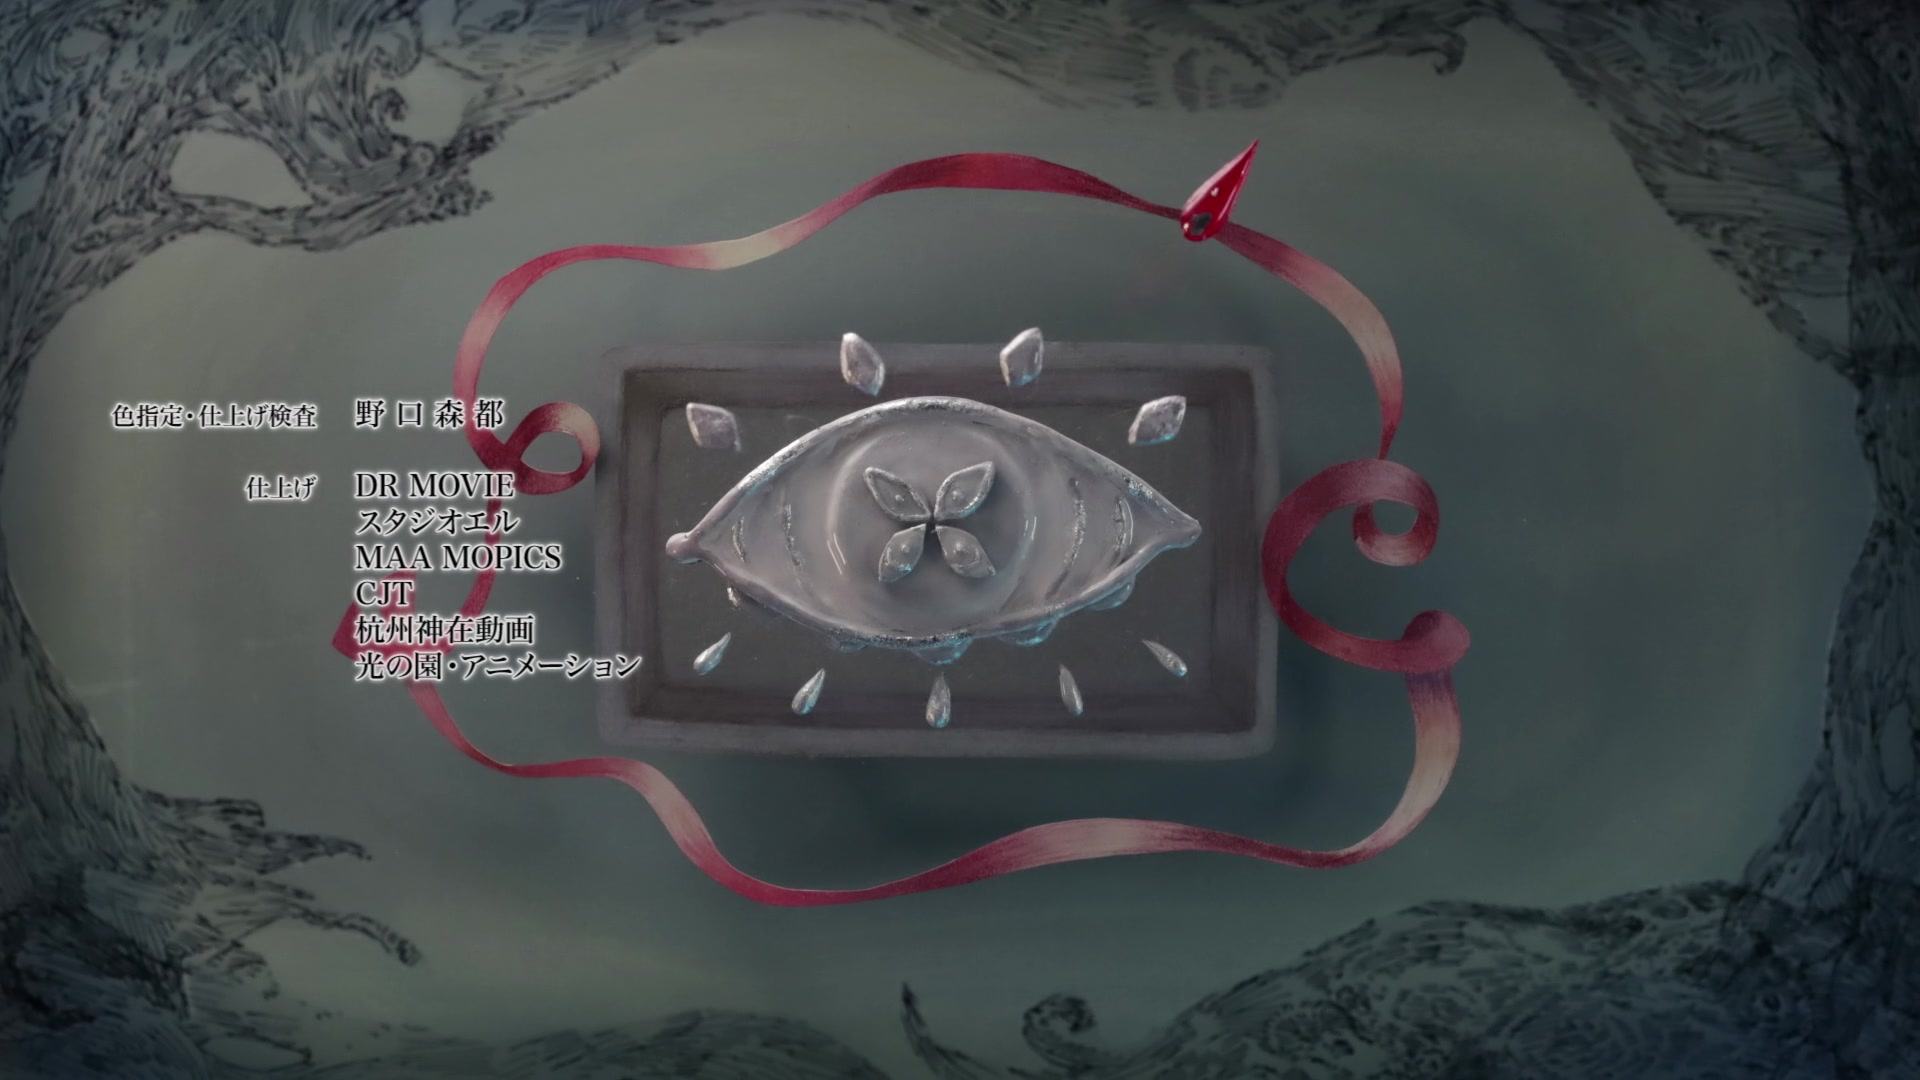 色指定・仕上げ検査 野口森都
仕上げ DR MOVIE
スタジオエル
MAA MOPICS
CJT
杭州神在動画
光の園・アニメーション